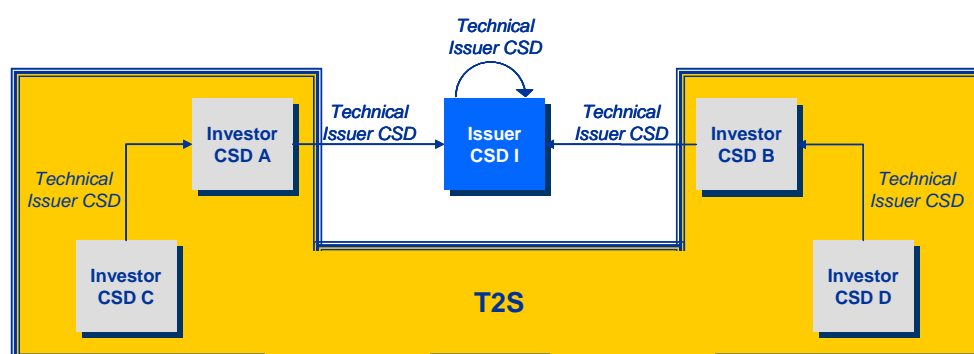 Technical
Issuer CSD
Investor
CSD A
Technical
Issuer CSD
Issuer
CSD I
Technical
Issuer CSD
Investor
CSD B
Technical
Issuer CSD
Technical
Issuer CSD
Investor
CSD C
T2S
Investor
CSD D